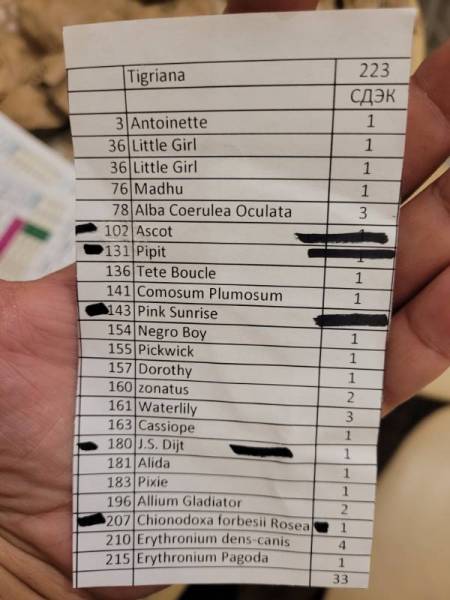 Tigriana 223
СДЭК
3 Antoinette 1
36 Little Girl 1
36 Little Girl 1
76 Madhu 1
78 Alba Coerulea Oculata 3
102 Ascot
131 Pipit
136 Tete Boucle 1
141 Comosum Plumosum 1
143 Pink Sunrise
154 Negro Boy 1
155 Pickwick 1
157 Dorothy 1
160 zonatus 2
161 Waterlily 3
163 Cassiope 1
180 J.S. Dijt 1
181 Alida 1
183 Pixie 1
196 Allium Gladiator 2
207 Chionodoxa forbesii Rosea 1
210 Erythronium dens-canis 4
215 Erythronium Pagoda 1
33